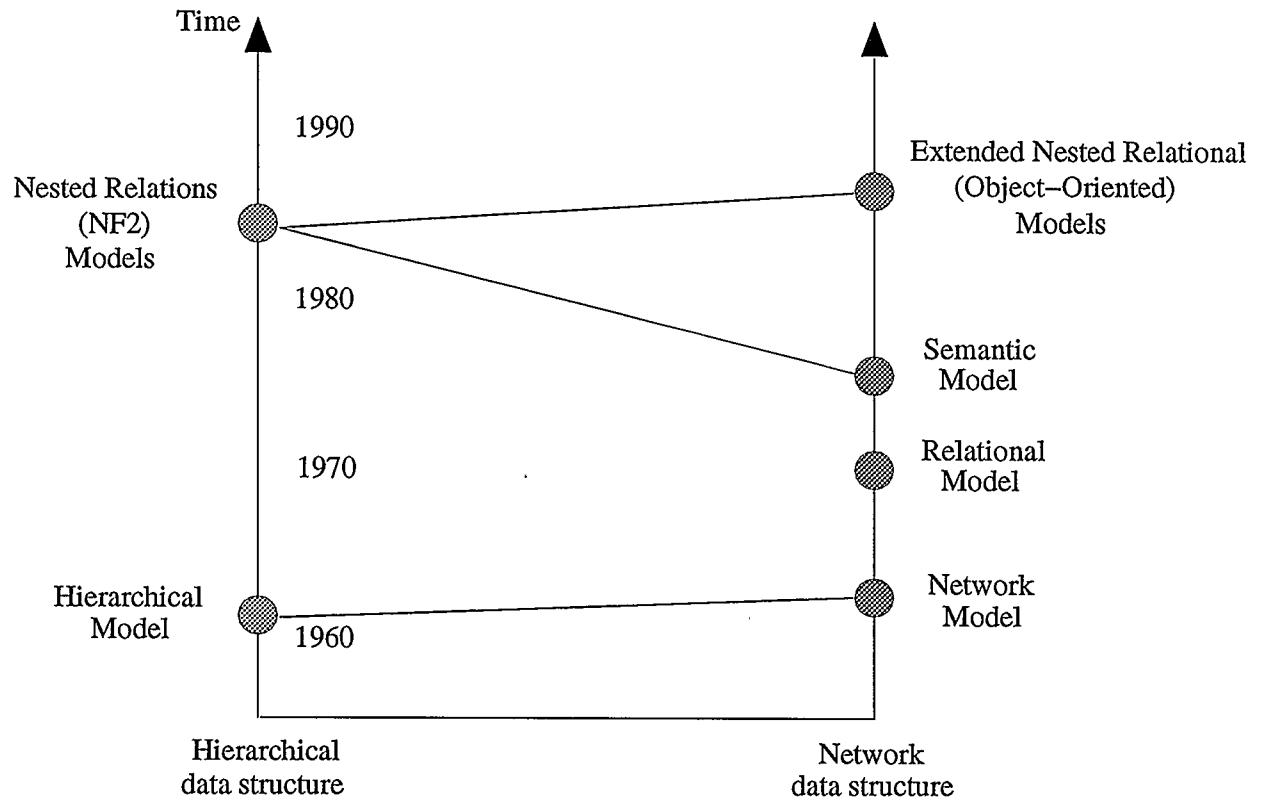 Time
1990
Extended Nested Relational
(Object–Oriented)
Models
Nested Relations
(NF2)
Models
1980
Semantic
Model
Relational
Model
1970
Network
Model
Hierarchical
Model
1960
Hierarchical
data structure
Network
data structure